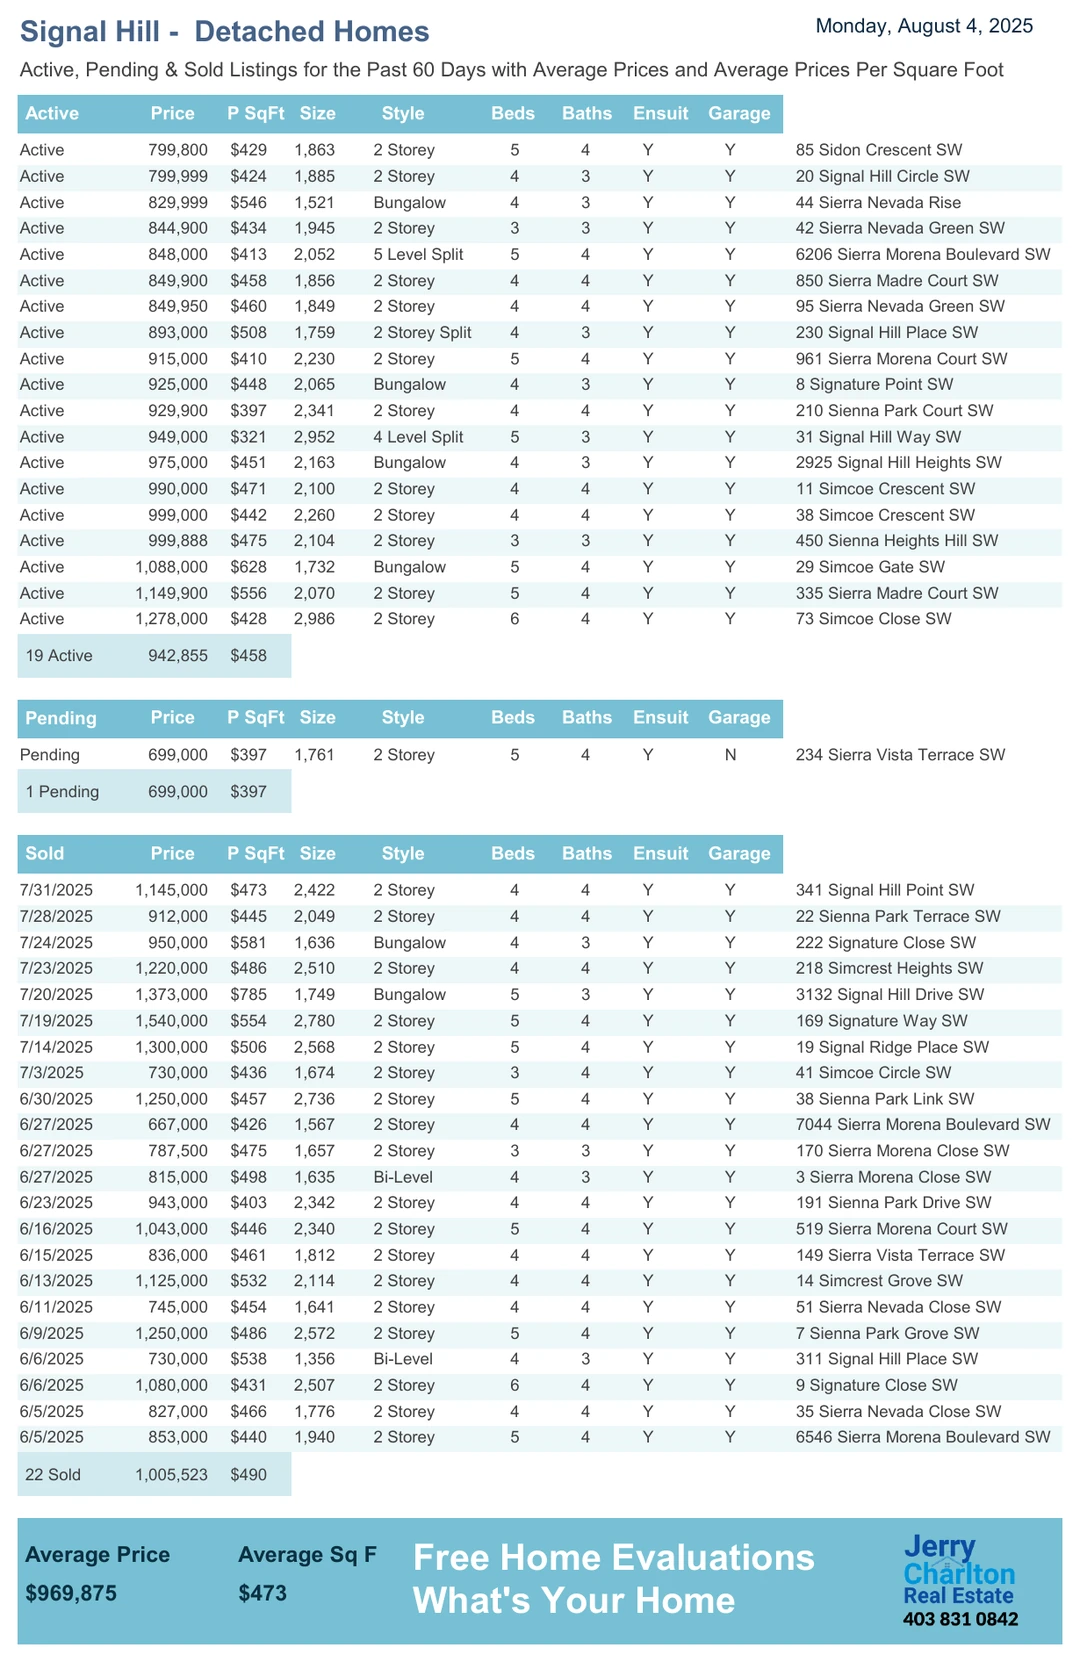 Signal Hill - Detached Homes
Monday, August 4, 2025
Active, Pending & Sold Listings for the Past 60 Days with Average Prices and Average Prices Per Square Foot
Active Price P SqFt Size Style Beds Baths Ensuit Garage
Active 799,800 $429 1,863 2 Storey 5 4 Y Y 85 Sidon Crescent SW
Active 799,999 $424 1,885 2 Storey 4 3 Y Y 20 Signal Hill Circle SW
Active 829,999 $546 1,521 Bungalow 4 3 Y Y 44 Sierra Nevada Rise
Active 844,900 $434 1,945 2 Storey 3 3 Y Y 42 Sierra Nevada Green SW
Active 848,000 $413 2,052 5 Level Split 5 4 Y Y 6206 Sierra Morena Boulevard SW
Active 849,900 $458 1,856 2 Storey 4 4 Y Y 850 Sierra Madre Court SW
Active 849,950 $460 1,849 2 Storey 4 4 Y Y 95 Sierra Nevada Green SW
Active 893,000 $508 1,759 2 Storey Split 4 3 Y Y 230 Signal Hill Place SW
Active 915,000 $410 2,230 2 Storey 5 4 Y Y 961 Sierra Morena Court SW
Active 925,000 $448 2,065 Bungalow 4 3 Y Y 8 Signature Point SW
Active 929,900 $397 2,341 2 Storey 4 4 Y Y 210 Sienna Park Court SW
Active 949,000 $321 2,952 4 Level Split 5 3 Y Y 31 Signal Hill Way SW
Active 975,000 $451 2,163 Bungalow 4 3 Y Y 2925 Signal Hill Heights SW
Active 990,000 $471 2,100 2 Storey 4 4 Y Y 11 Simcoe Crescent SW
Active 999,000 $442 2,260 2 Storey 4 4 Y Y 38 Simcoe Crescent SW
Active 999,888 $475 2,104 2 Storey 3 3 Y Y 450 Sienna Heights Hill SW
Active 1,088,000 $628 1,732 Bungalow 5 4 Y Y 29 Simcoe Gate SW
Active 1,149,900 $556 2,070 2 Storey 5 4 Y Y 335 Sierra Madre Court SW
Active 1,278,000 $428 2,986 2 Storey 6 4 Y Y 73 Simcoe Close SW
19 Active 942,855 $458
Pending Price P SqFt Size Style Beds Baths Ensuit Garage
Pending 699,000 $397 1,761 2 Storey 5 4 Y N 234 Sierra Vista Terrace SW
1 Pending 699,000 $397
Sold Price P SqFt Size Style Beds Baths Ensuit Garage
7/31/2025 1,145,000 $473 2,422 2 Storey 4 4 Y Y 341 Signal Hill Point SW
7/28/2025 912,000 $445 2,049 2 Storey 4 4 Y Y 22 Sienna Park Terrace SW
7/24/2025 950,000 $581 1,636 Bungalow 4 3 Y Y 222 Signature Close SW
7/23/2025 1,220,000 $486 2,510 2 Storey 4 4 Y Y 218 Simcrest Heights SW
7/20/2025 1,373,000 $785 1,749 Bungalow 5 3 Y Y 3132 Signal Hill Drive SW
7/19/2025 1,540,000 $554 2,780 2 Storey 5 4 Y Y 169 Signature Way SW
7/14/2025 1,300,000 $506 2,568 2 Storey 5 4 Y Y 19 Signal Ridge Place SW
7/3/2025 730,000 $436 1,674 2 Storey 3 4 Y Y 41 Simcoe Circle SW
6/30/2025 1,250,000 $457 2,736 2 Storey 5 4 Y Y 38 Sienna Park Link SW
6/27/2025 667,000 $426 1,567 2 Storey 4 4 Y Y 7044 Sierra Morena Boulevard SW
6/27/2025 787,500 $475 1,657 2 Storey 3 3 Y Y 170 Sierra Morena Close SW
6/27/2025 815,000 $498 1,635 Bi-Level 4 3 Y Y 3 Sierra Morena Close SW
6/23/2025 943,000 $403 2,342 2 Storey 4 4 Y Y 191 Sienna Park Drive SW
6/16/2025 1,043,000 $446 2,340 2 Storey 5 4 Y Y 519 Sierra Morena Court SW
6/15/2025 836,000 $461 1,812 2 Storey 4 4 Y Y 149 Sierra Vista Terrace SW
6/13/2025 1,125,000 $532 2,114 2 Storey 4 4 Y Y 14 Simcrest Grove SW
6/11/2025 745,000 $454 1,641 2 Storey 4 4 Y Y 51 Sierra Nevada Close SW
6/9/2025 1,250,000 $486 2,572 2 Storey 5 4 Y Y 7 Sienna Park Grove SW
6/6/2025 730,000 $538 1,356 Bi-Level 4 3 Y Y 311 Signal Hill Place SW
6/6/2025 1,080,000 $431 2,507 2 Storey 6 4 Y Y 9 Signature Close SW
6/5/2025 827,000 $466 1,776 2 Storey 4 4 Y Y 35 Sierra Nevada Close SW
6/5/2025 853,000 $440 1,940 2 Storey 5 4 Y Y 6546 Sierra Morena Boulevard SW
22 Sold 1,005,523 $490
Average Price Average Sq F
$969,875 $473
Free Home Evaluations
What's Your Home
Jerry
Charlton
Real Estate
403 831 0842